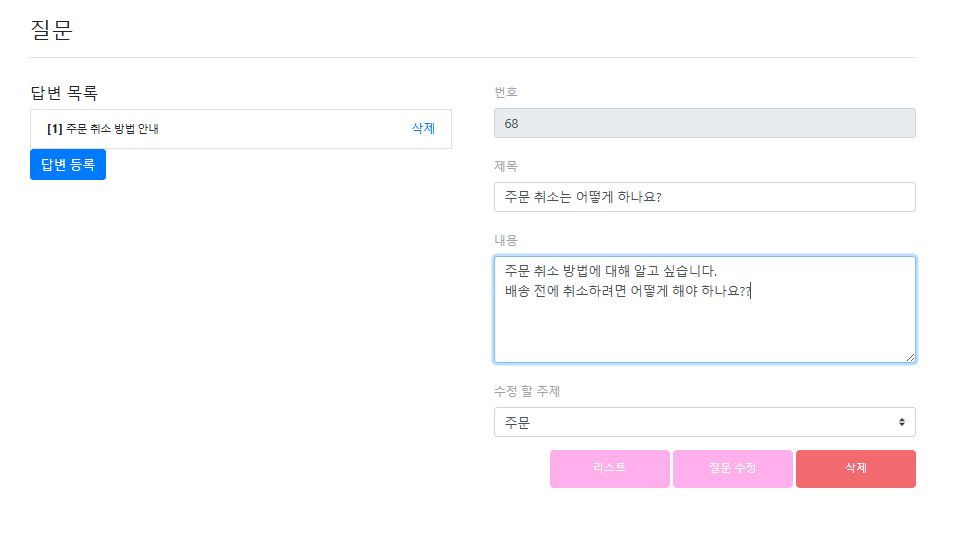 질문
답변 목록
[1] 주문 취소 방법 안내
삭제
답변 등록
번호
68
제목
주문 취소는 어떻게 하나요?
내용
주문 취소 방법에 대해 알고 싶습니다.
배송 전에 취소하려면 어떻게 해야 하나요??
수정 할 주제
주문
리스트
질문 수정
삭제